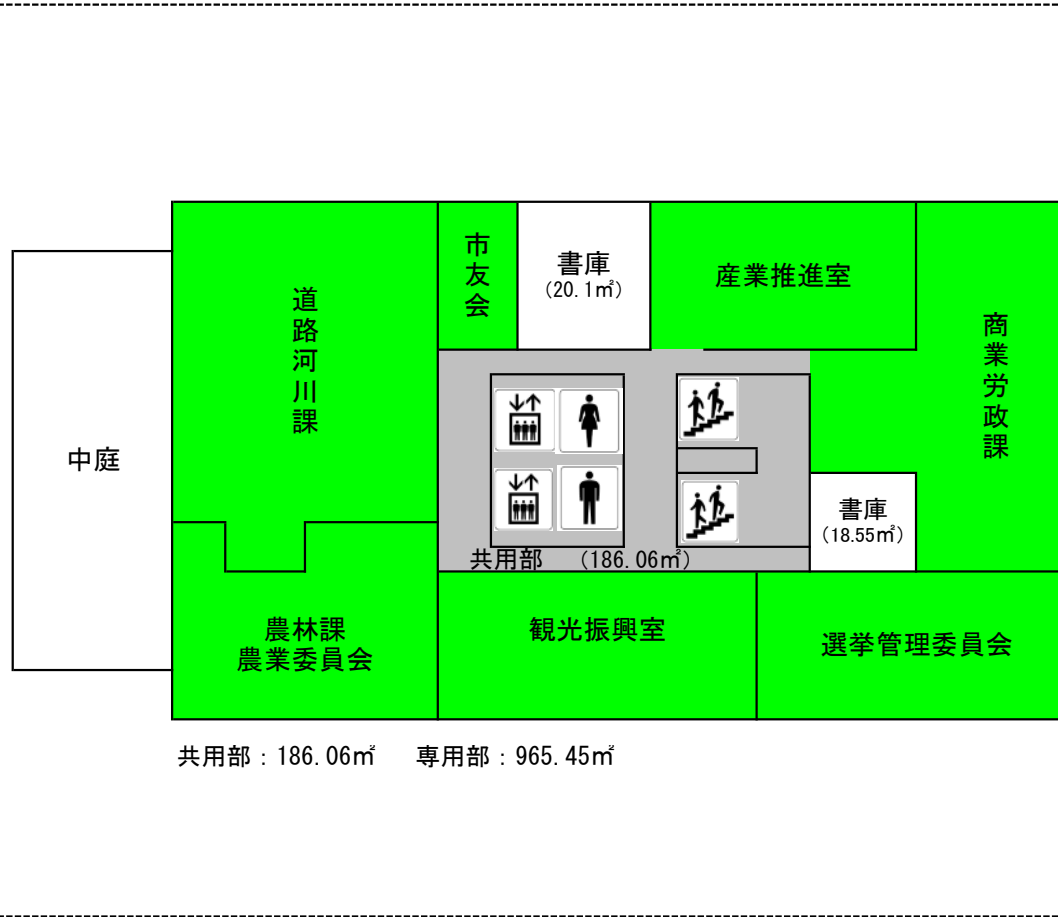 市友会
書庫
（20.1㎡）
産業推進室
道路河川課
商業労政課
中庭
書庫
（18.55㎡）
共用部　（186.06㎡）
農林課
農業委員会
観光振興室
選挙管理委員会
共用部：186.06㎡　専用部：965.45㎡